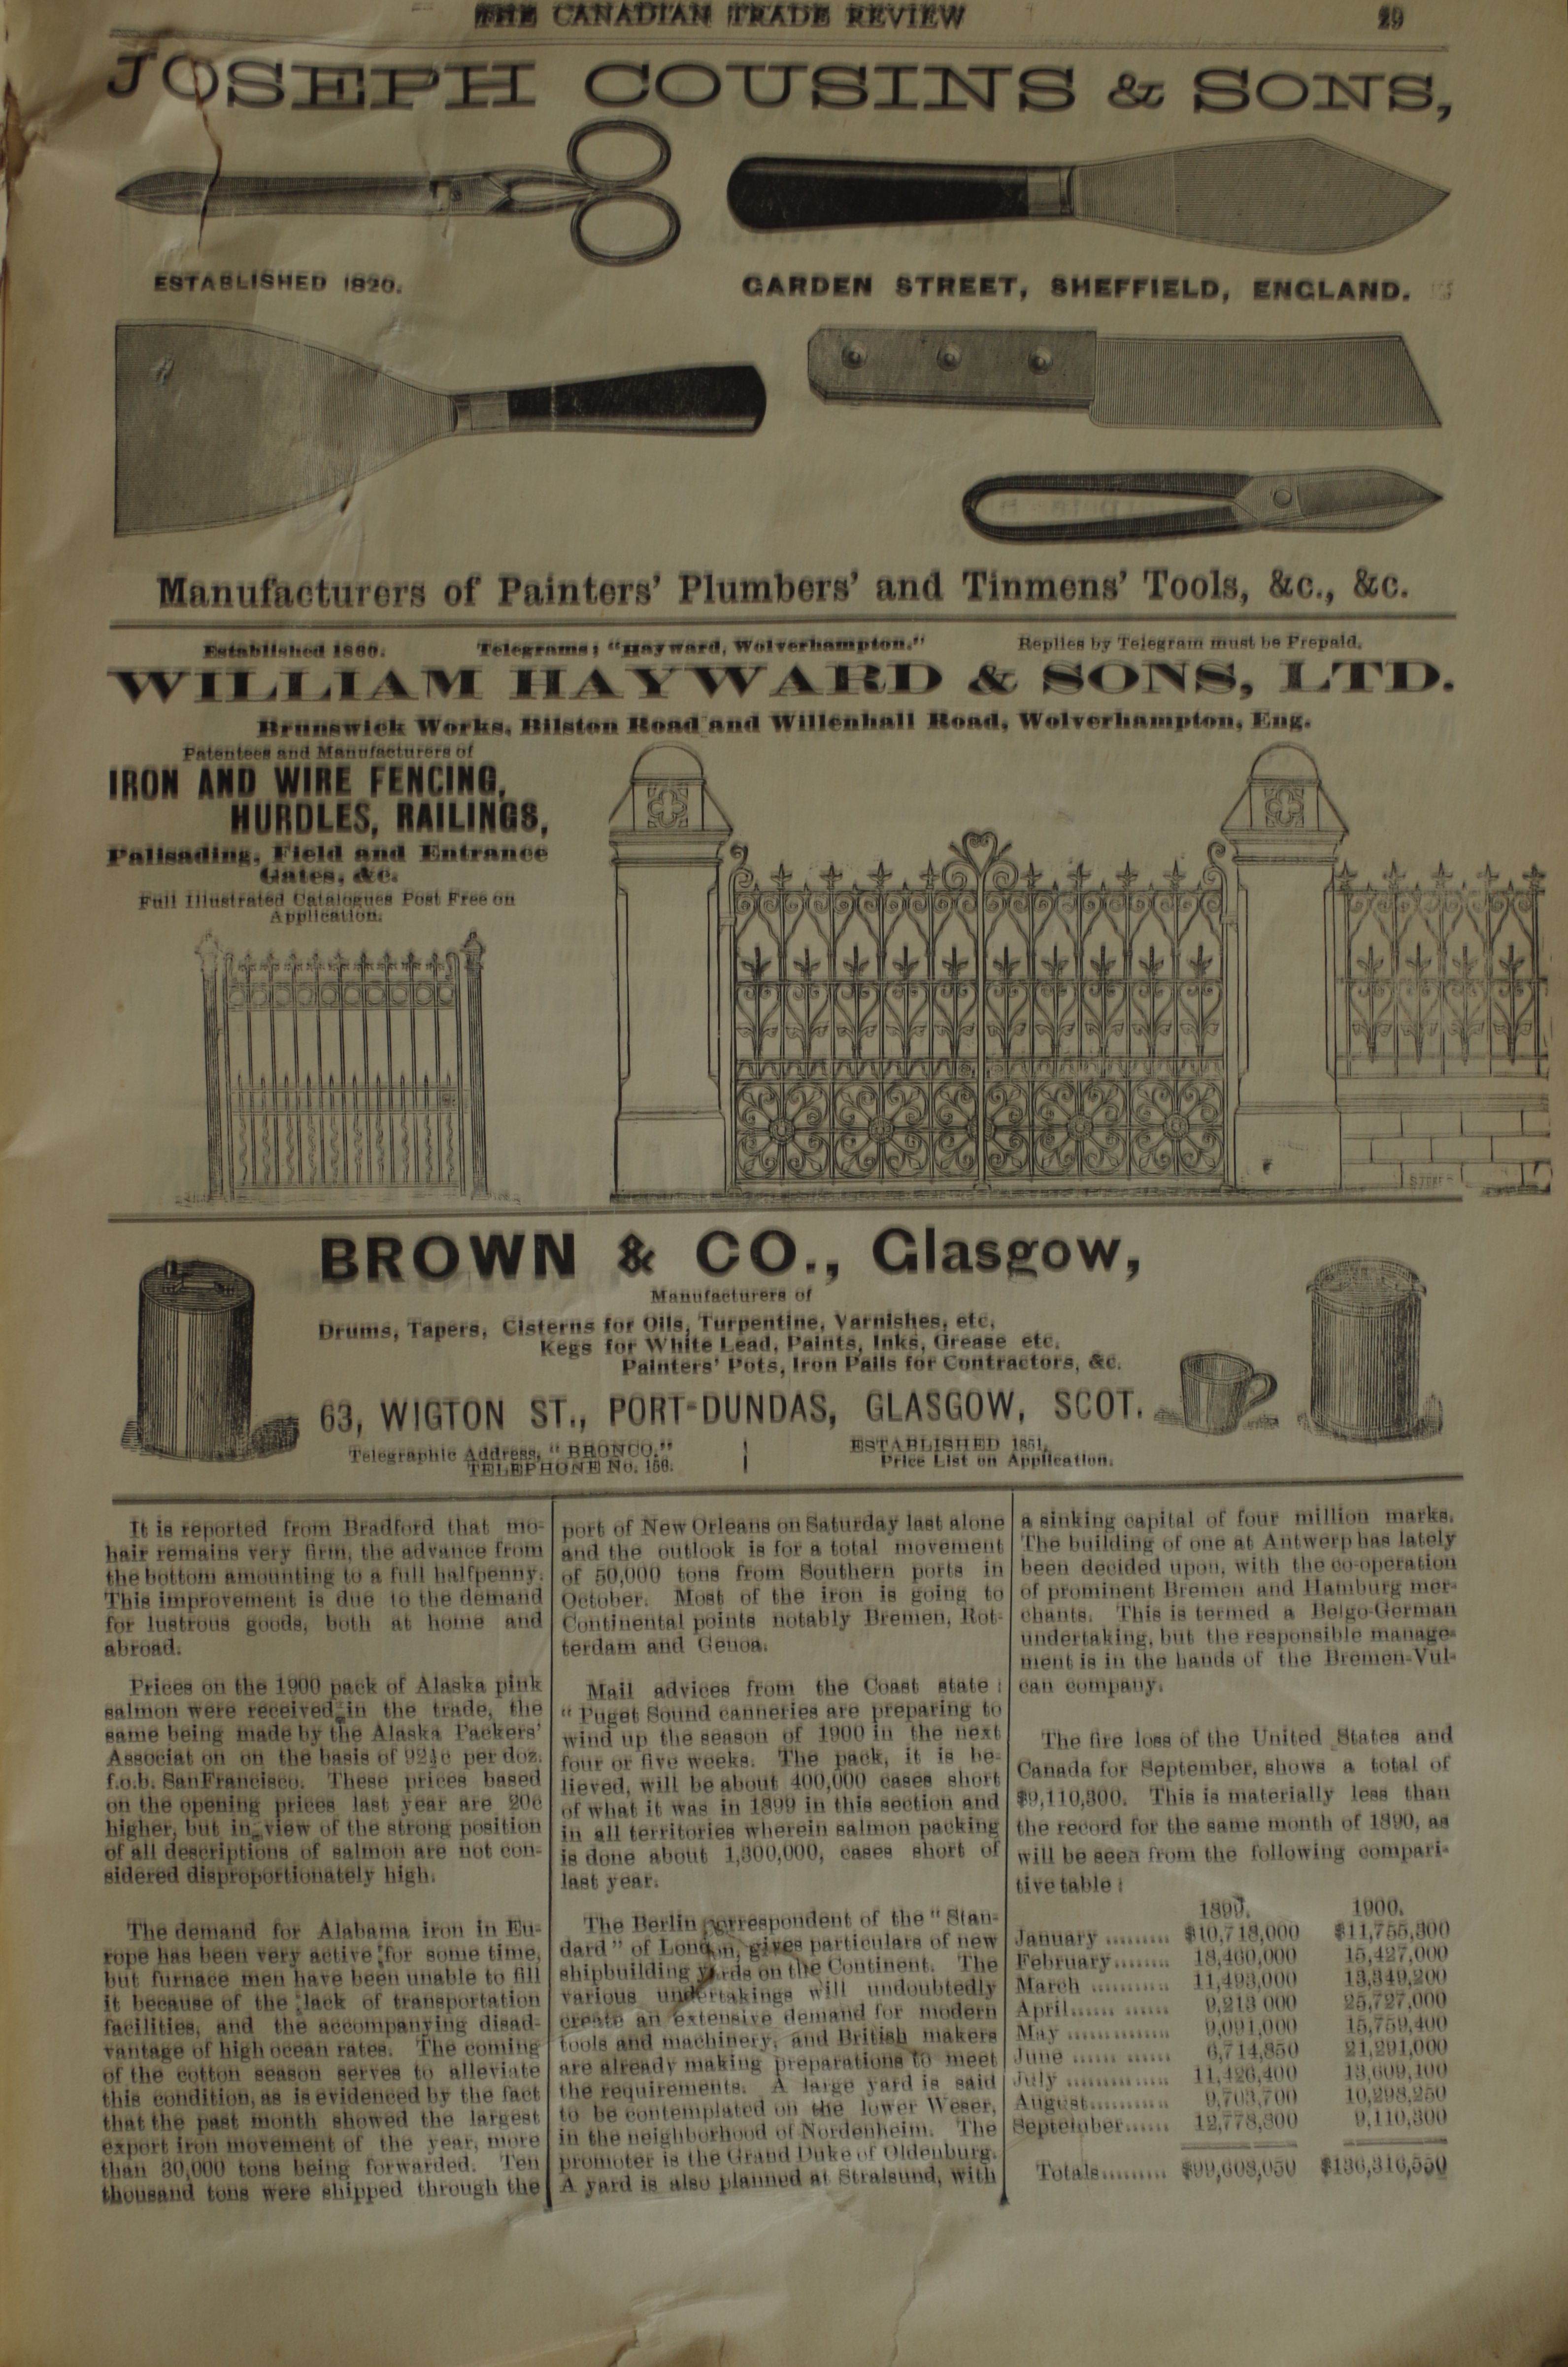 THE CANADIAN TRADE REVIEW 29
JOSEPH COUSINS & SONS,
ESTABLISHED 1820.
GARDEN STREET, SHEFFIELD, ENGLAND.
Manufacturers of Painters' Plumbers' and Tinmens' Tools, &c., &c.
Established 1860. Telegrams; "Hayward, Wolverhampton." Replies by Telegram must be Prepaid.
WILLIAM HAYWARD & SONS, LTD.
Brunswick Works, Bilston Road and Willenhall Road, Wolverhampton, Eng.
Patentees and Manufacturers of
IRON AND WIRE FENCING,
HURDLES, RAILINGS,
Palisading, Field and Entrance
Gates, &c.
Full Illustrated Catalogues Post Free on
Application.
BROWN & CO., Glasgow,
Manufacturers of
Drums, Tapers, Cisterns for Oils, Turpentine, Varnishes, etc.
Kegs for White Lead, Paints, Inks, Grease etc.
Painters' Pots, Iron Pails for Contractors, &c.
63, WIGTON ST., PORT-DUNDAS, GLASGOW, SCOT.
Telegraphic Address, "BRONCO."
TELEPHONE No. 156.
ESTABLISHED 1851.
Price List on Application.
It is reported from Bradford that mo-
hair remains very firm, the advance from
the bottom amounting to a full halfpenny.
This improvement is due to the demand
for lustrous goods, both at home and
abroad.
Prices on the 1900 pack of Alaska pink
salmon were received in the trade, the
same being made by the Alaska Packers'
Associat on on the basis of 92½c per doz.
f.o.b. SanFrancisco. These prices based
on the opening prices last year are 20c
higher, but in view of the strong position
of all descriptions of salmon are not con-
sidered disproportionately high.
The demand for Alabama iron in Eu-
rope has been very active for some time,
but furnace men have been unable to fill
it because of the lack of transportation
facilities, and the accompanying disad-
vantage of high ocean rates. The coming
of the cotton season serves to alleviate
this condition, as is evidenced by the fact
that the past month showed the largest
export iron movement of the year, more
than 30,000 tons being forwarded. Ten
thousand tons were shipped through the
port of New Orleans on Saturday last alone
and the outlook is for a total movement
of 50,000 tons from Southern ports in
October. Most of the iron is going to
Continental points notably Bremen, Rot-
terdam and Genoa.
Mail advices from the Coast state:
"Puget Sound canneries are preparing to
wind up the season of 1900 in the next
four or five weeks. The pack, it is be-
lieved, will be about 400,000 cases short
of what it was in 1899 in this section and
in all territories wherein salmon packing
is done about 1,300,000, cases short of
last year.
The Berlin correspondent of the "Stan-
dard" of London, gives particulars of new
shipbuilding yards on the Continent. The
various undertakings will undoubtedly
create an extensive demand for modern
tools and machinery, and British makers
are already making preparations to meet
the requirements. A large yard is said
to be contemplated on the lower Weser,
in the neighborhood of Nordenheim. The
promoter is the Grand Duke of Oldenburg.
A yard is also planned at Stralsund, with
a sinking capital of four million marks.
The building of one at Antwerp has lately
been decided upon, with the co-operation
of prominent Bremen and Hamburg mer-
chants. This is termed a Belgo-German
undertaking, but the responsible manage-
ment is in the hands of the Bremen-Vul-
can company.
The fire loss of the United States and
Canada for September, shows a total of
$9,110,300. This is materially less than
the record for the same month of 1890, as
will be seen from the following compari-
tive table:
1899. 1900.
January ......... $10,718,000 $11,755,300
February........ 18,460,000 15,427,000
March ........... 11,493,000 13,349,200
April...... ...... 9,213 000 25,727,000
May .............. 9,091,000 15,759,400
June ...... ...... 6,714,850 21,291,000
July .............. 11,426,400 13,609,100
August........... 9,703,700 10,298,250
September...... 12,778,800 9,110,300
Totals......... $99,608,050 $136,316,550